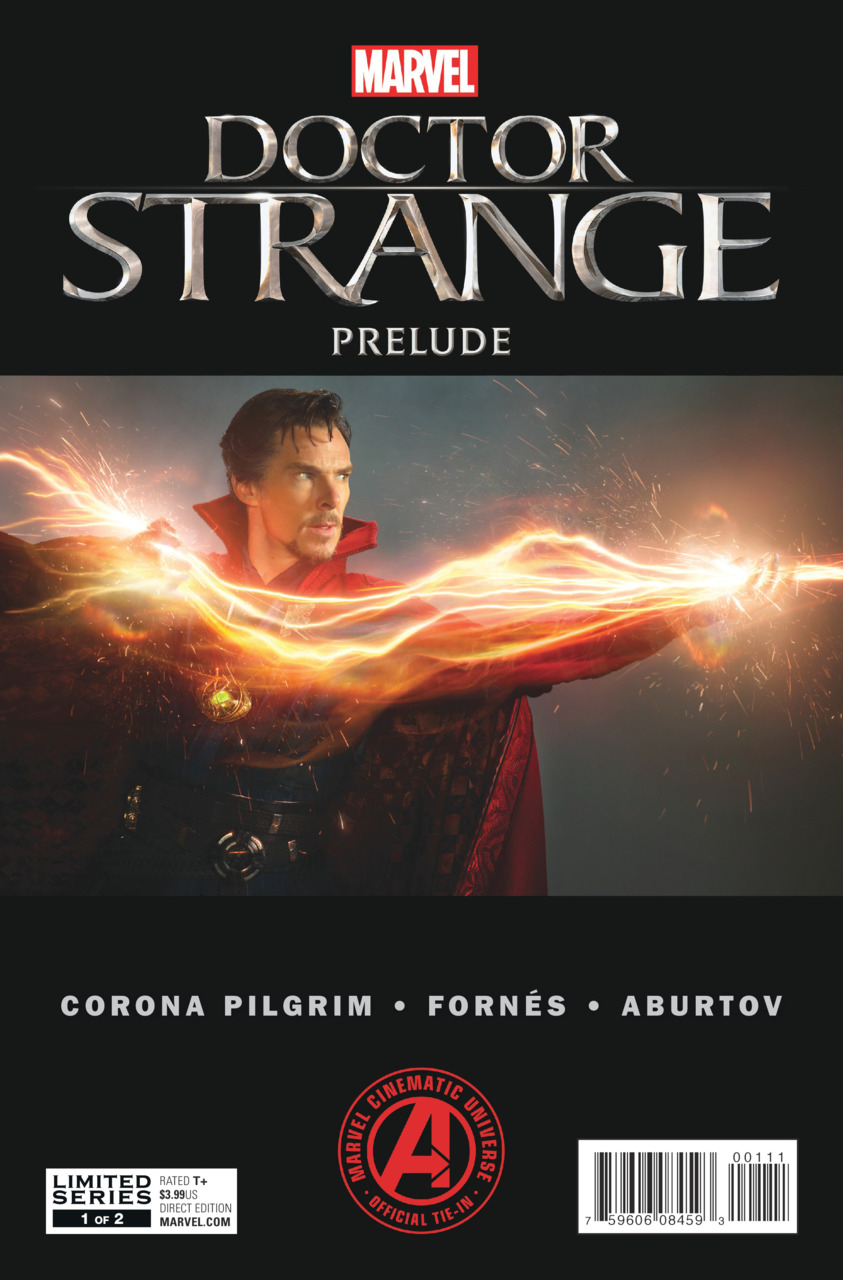 MARVEL
DOCTOR
STRANGE
PRELUDE
CORONA PILGRIM • FORNÉS • ABURTOV
MARVEL CINEMATIC UNIVERSE
• OFFICIAL TIE-IN •
LIMITED
SERIES
1 OF 2
RATED T+
$3.99US
DIRECT EDITION
MARVEL.COM
00111
7 59606 08459 3